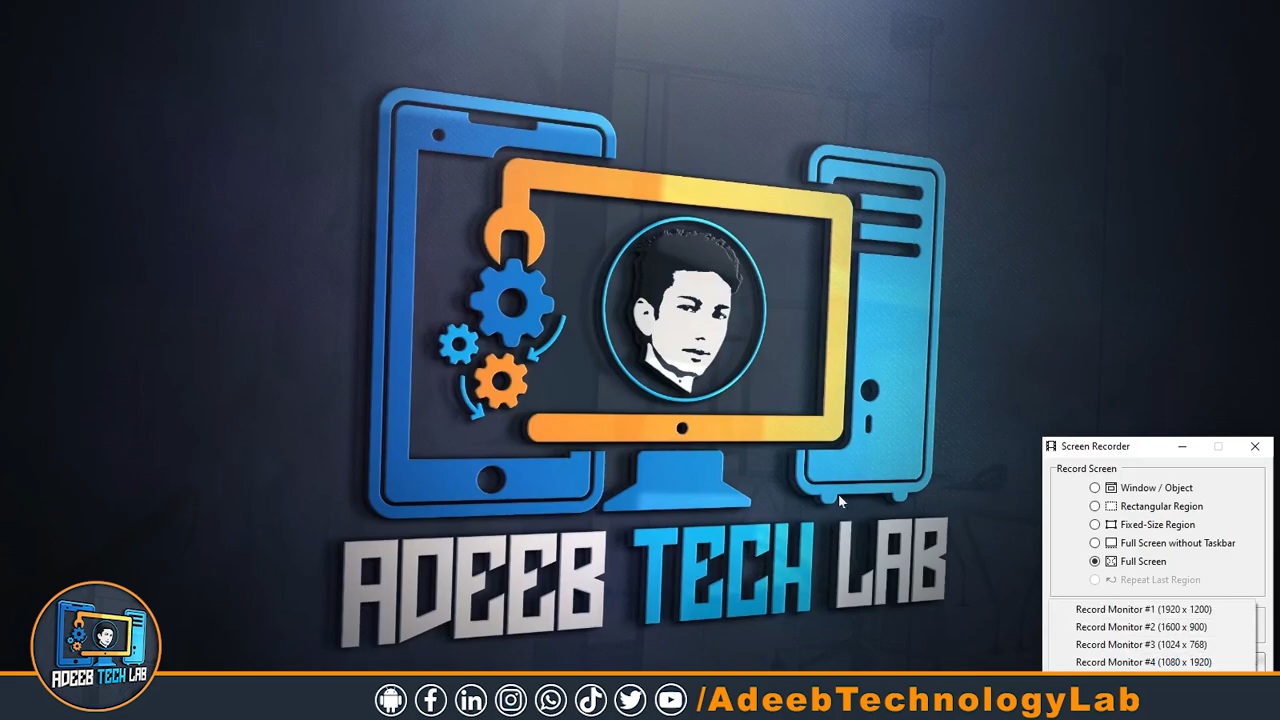 ADEEB TECH LAB
Screen Recorder
Record Screen
Window / Object
Rectangular Region
Fixed-Size Region
Full Screen without Taskbar
Full Screen
Repeat Last Region
Record Monitor #1 (1920 x 1200)
Record Monitor #2 (1600 x 900)
Record Monitor #3 (1024 x 768)
Record Monitor #4 (1080 x 1920)
ADEEB TECH LAB
/AdeebTechnologyLab